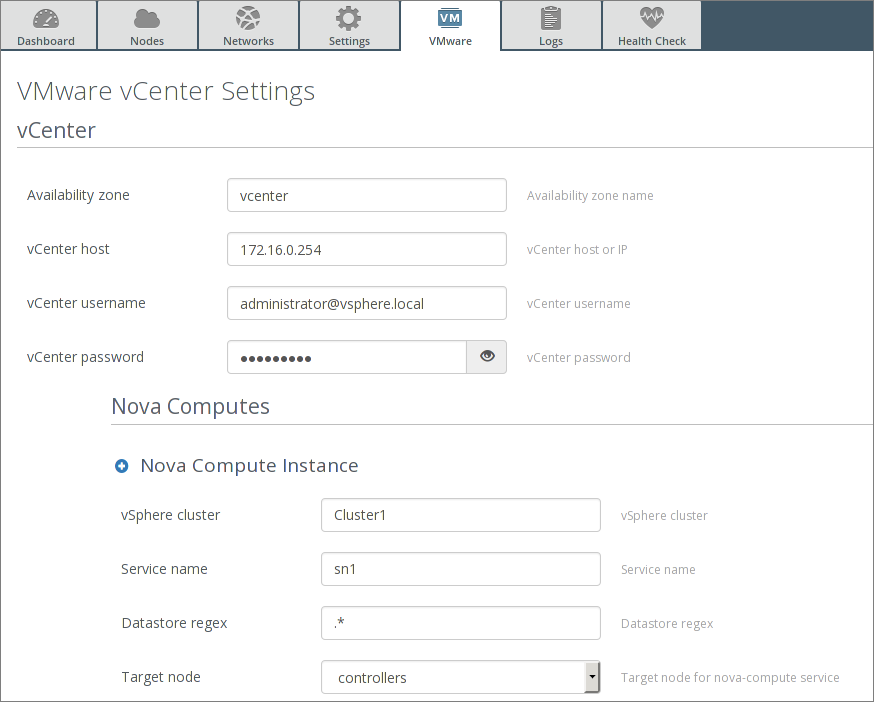 Dashboard Nodes Networks Settings VM VMware Logs Health Check
VMware vCenter Settings
vCenter
Availability zone vcenter Availability zone name
vCenter host 172.16.0.254 vCenter host or IP
vCenter username administrator@vsphere.local vCenter username
vCenter password ●●●●●●●●● vCenter password
Nova Computes
Nova Compute Instance
vSphere cluster Cluster1 vSphere cluster
Service name sn1 Service name
Datastore regex .* Datastore regex
Target node controllers Target node for nova-compute service